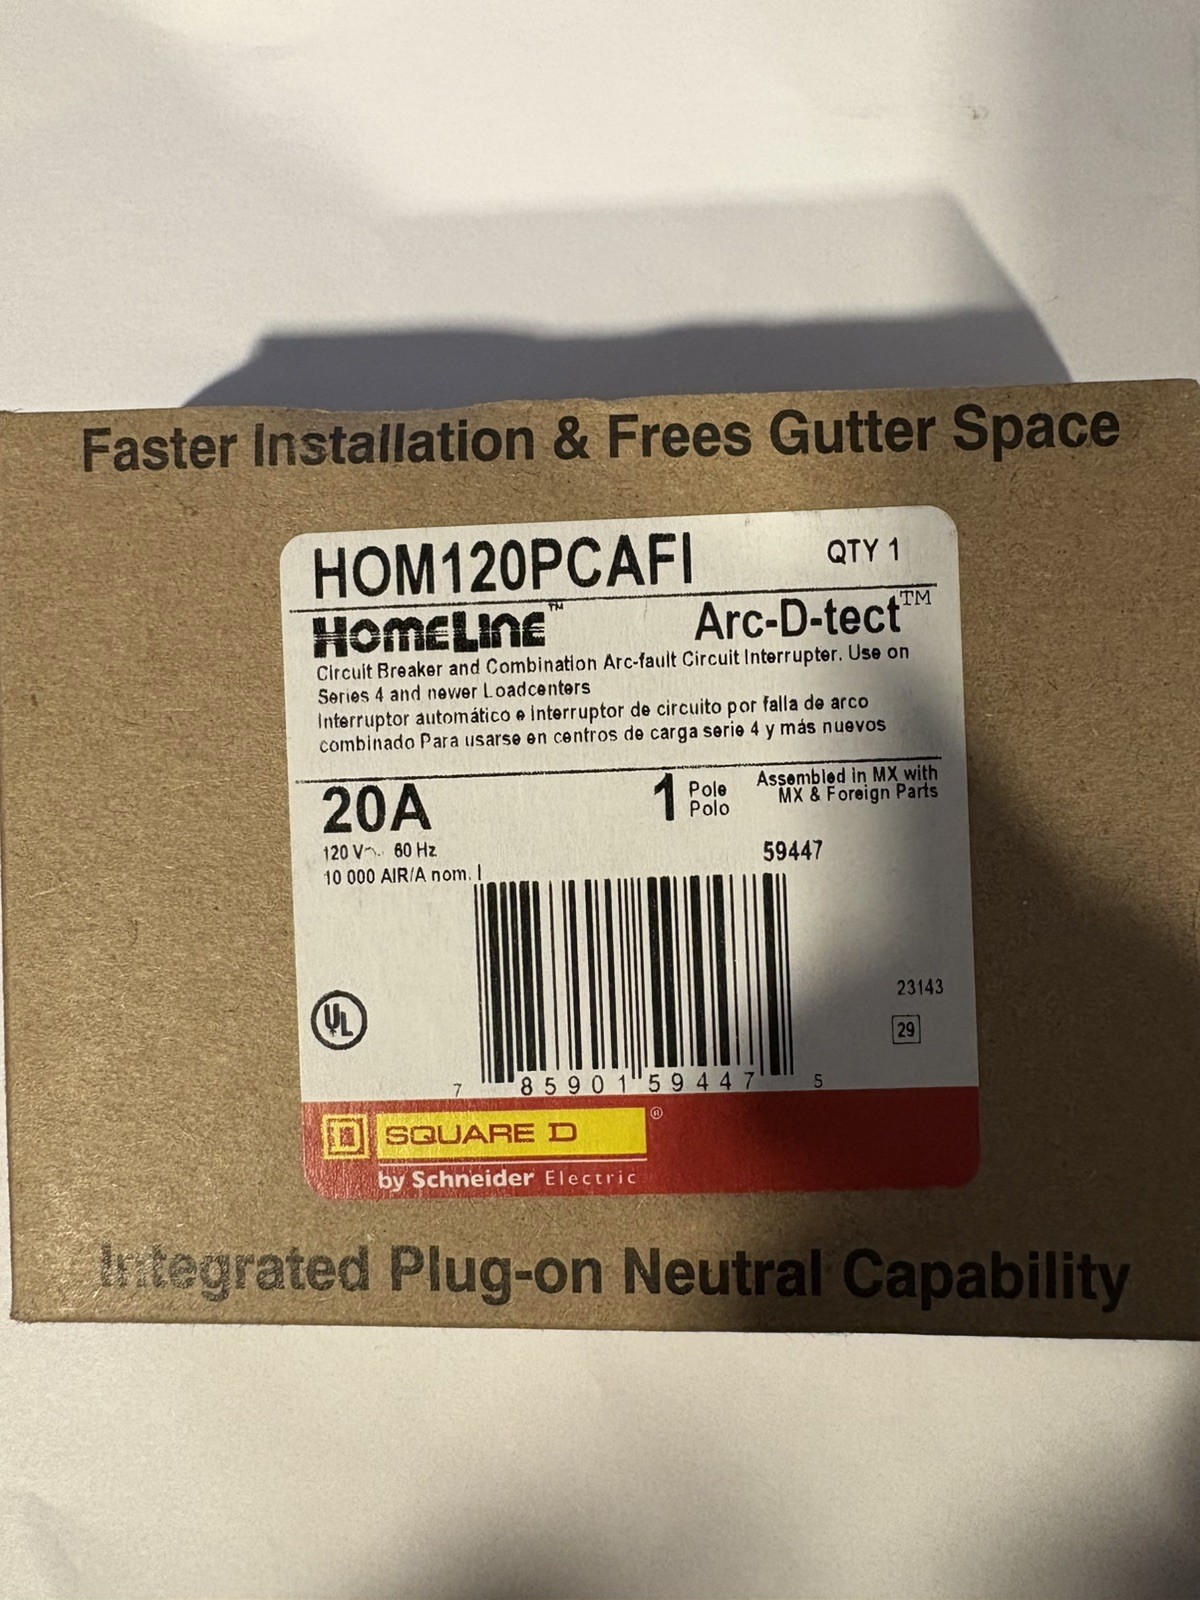 Faster Installation & Frees Gutter Space
HOM120PCAFI QTY 1
HOMELINE™ Arc-D-tect™
Circuit Breaker and Combination Arc-fault Circuit Interrupter. Use on
Series 4 and newer Loadcenters
Interruptor automático e Interruptor de circuito por falla de arco
combinado Para usarse en centros de carga serie 4 y más nuevos
20A 1 Pole Polo
Assembled in MX with
MX & Foreign Parts
120 V~ 60 Hz
10 000 AIR/A nom. I
59447
UL
23143
29
7 85901 59447 5
D SQUARE D ®
by Schneider Electric
Integrated Plug-on Neutral Capability